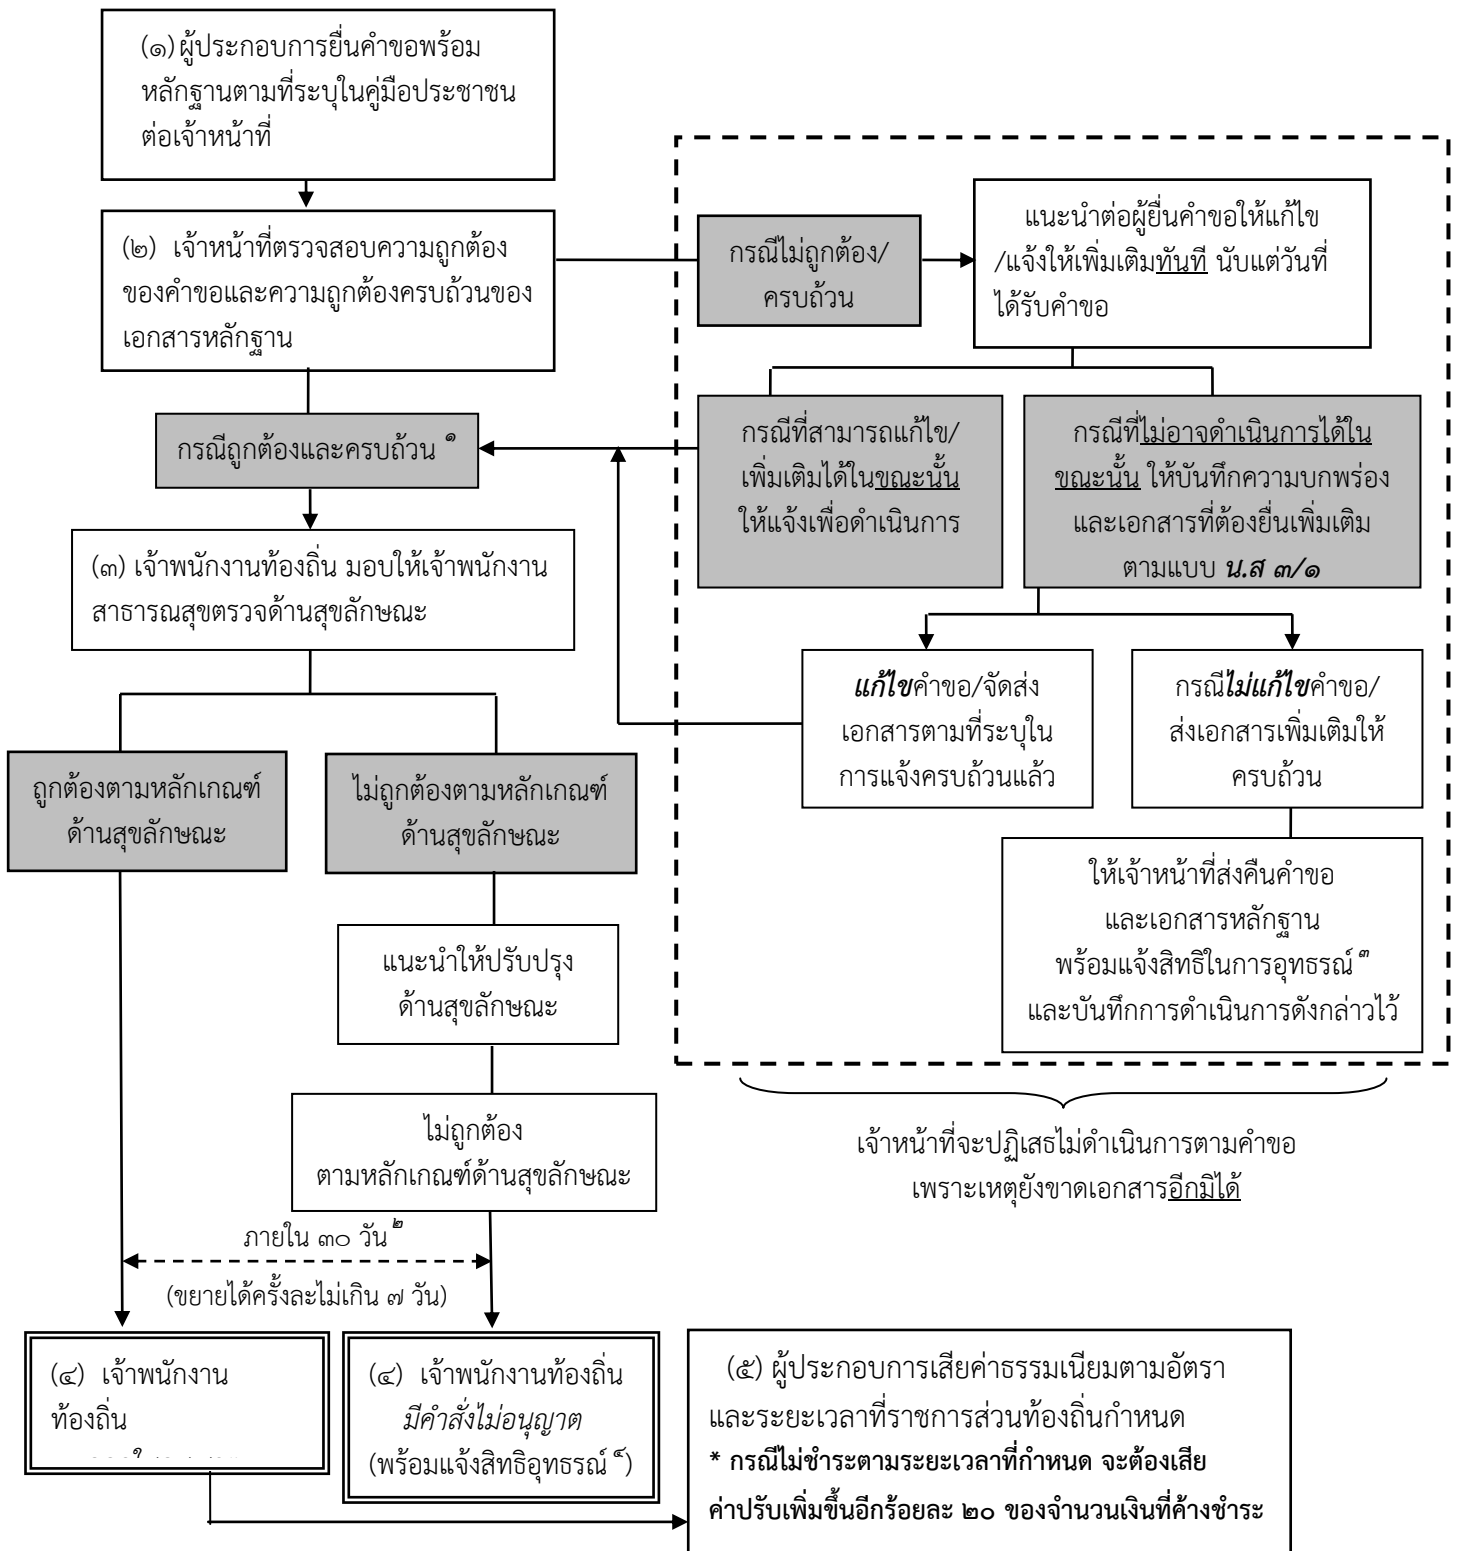 (๑) ผู้ประกอบการยื่นคำขอพร้อม
หลักฐานตามที่ระบุในคู่มือประชาชน
ต่อเจ้าหน้าที่
(๒) เจ้าหน้าที่ตรวจสอบความถูกต้อง
ของคำขอและความถูกต้องครบถ้วนของ
เอกสารหลักฐาน
กรณีไม่ถูกต้อง/
ครบถ้วน
แนะนำต่อผู้ยื่นคำขอให้แก้ไข
/แจ้งให้เพิ่มเติมทันที นับแต่วันที่
ได้รับคำขอ
กรณีถูกต้องและครบถ้วน ๑
กรณีที่สามารถแก้ไข/
เพิ่มเติมได้ในขณะนั้น
ให้แจ้งเพื่อดำเนินการ
กรณีที่ไม่อาจดำเนินการได้ใน
ขณะนั้น ให้บันทึกความบกพร่อง
และเอกสารที่ต้องยื่นเพิ่มเติม
ตามแบบ น.ส ๓/๑
(๓) เจ้าพนักงานท้องถิ่น มอบให้เจ้าพนักงาน
สาธารณสุขตรวจด้านสุขลักษณะ
แก้ไขคำขอ/จัดส่ง
เอกสารตามที่ระบุใน
การแจ้งครบถ้วนแล้ว
กรณีไม่แก้ไขคำขอ/
ส่งเอกสารเพิ่มเติมให้
ครบถ้วน
ถูกต้องตามหลักเกณฑ์
ด้านสุขลักษณะ
ไม่ถูกต้องตามหลักเกณฑ์
ด้านสุขลักษณะ
ให้เจ้าหน้าที่ส่งคืนคำขอ
และเอกสารหลักฐาน
พร้อมแจ้งสิทธิในการอุทธรณ์ ๓
และบันทึกการดำเนินการดังกล่าวไว้
แนะนำให้ปรับปรุง
ด้านสุขลักษณะ
ไม่ถูกต้อง
ตามหลักเกณฑ์ด้านสุขลักษณะ
เจ้าหน้าที่จะปฏิเสธไม่ดำเนินการตามคำขอ
เพราะเหตุยังขาดเอกสารอีกมิได้
ภายใน ๓๐ วัน ๒
(ขยายได้ครั้งละไม่เกิน ๗ วัน)
(๔) เจ้าพนักงาน
ท้องถิ่น
(๔) เจ้าพนักงานท้องถิ่น
มีคำสั่งไม่อนุญาต
(พร้อมแจ้งสิทธิอุทธรณ์ )
(๕) ผู้ประกอบการเสียค่าธรรมเนียมตามอัตรา
และระยะเวลาที่ราชการส่วนท้องถิ่นกำหนด
* กรณีไม่ชำระตามระยะเวลาที่กำหนด จะต้องเสีย
ค่าปรับเพิ่มขึ้นอีกร้อยละ ๒๐ ของจำนวนเงินที่ค้างชำระ